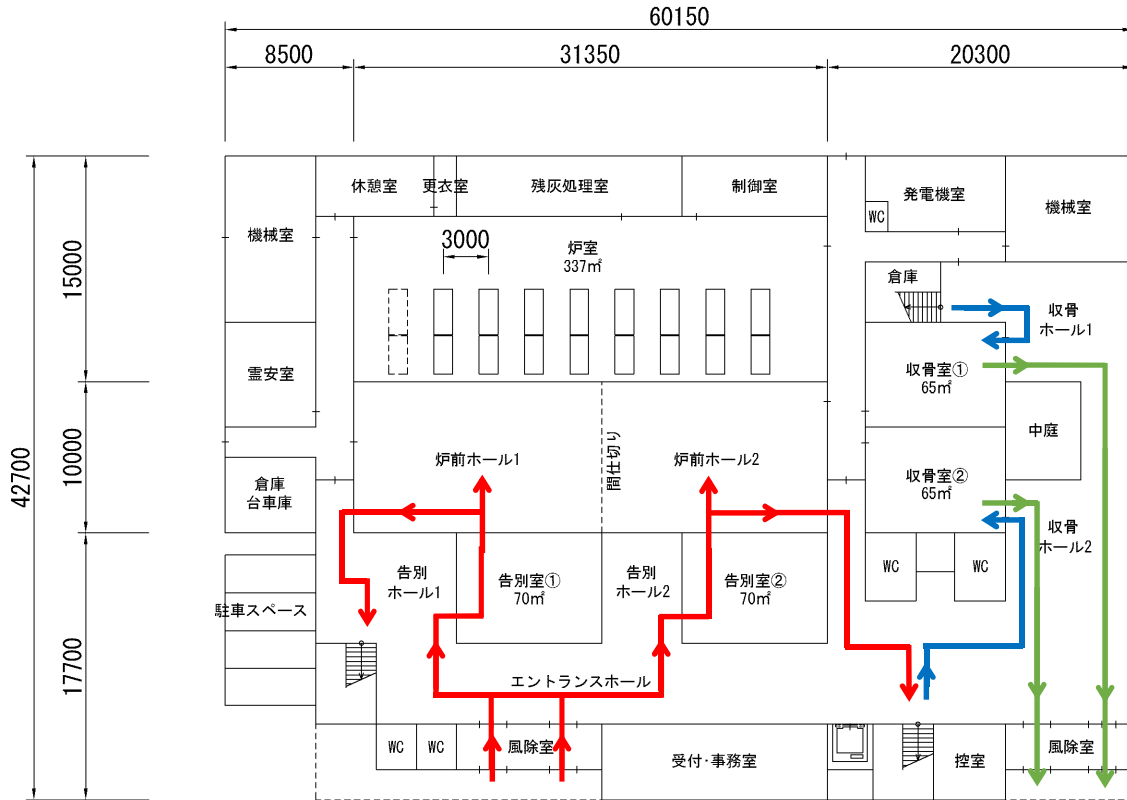 60150
8500
31350
20300
42700
15000
10000
17700
休憩室
更衣室
残灰処理室
制御室
発電機室
WC
機械室
機械室
3000
炉室
337㎡
倉庫
収骨
ホール1
霊安室
収骨室①
65㎡
中庭
炉前ホール1
間仕切り
炉前ホール2
収骨室②
65㎡
倉庫
台車庫
収骨
ホール2
告別
ホール1
告別室①
70㎡
告別
ホール2
告別室②
70㎡
WC
WC
駐車スペース
エントランスホール
WC
WC
風除室
受付・事務室
控室
風除室